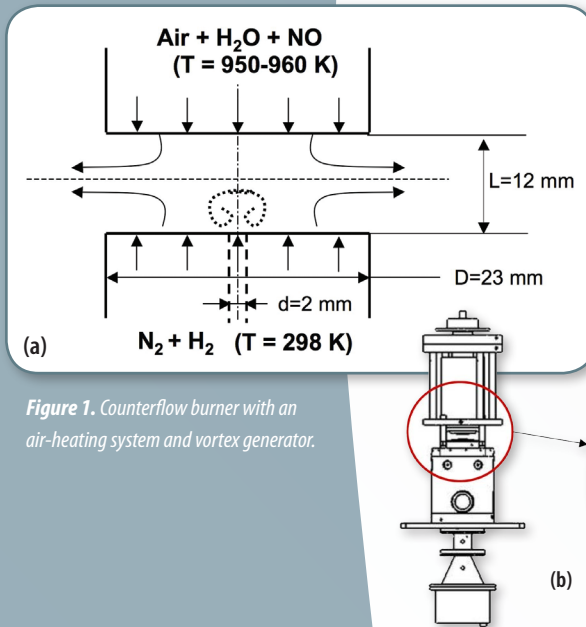 Air + H₂O + NO
(T = 950-960 K)
L=12 mm
D=23 mm
d=2 mm
(a)
N₂ + H₂ (T = 298 K)
Figure 1. Counterflow burner with an
air-heating system and vortex generator.
(b)